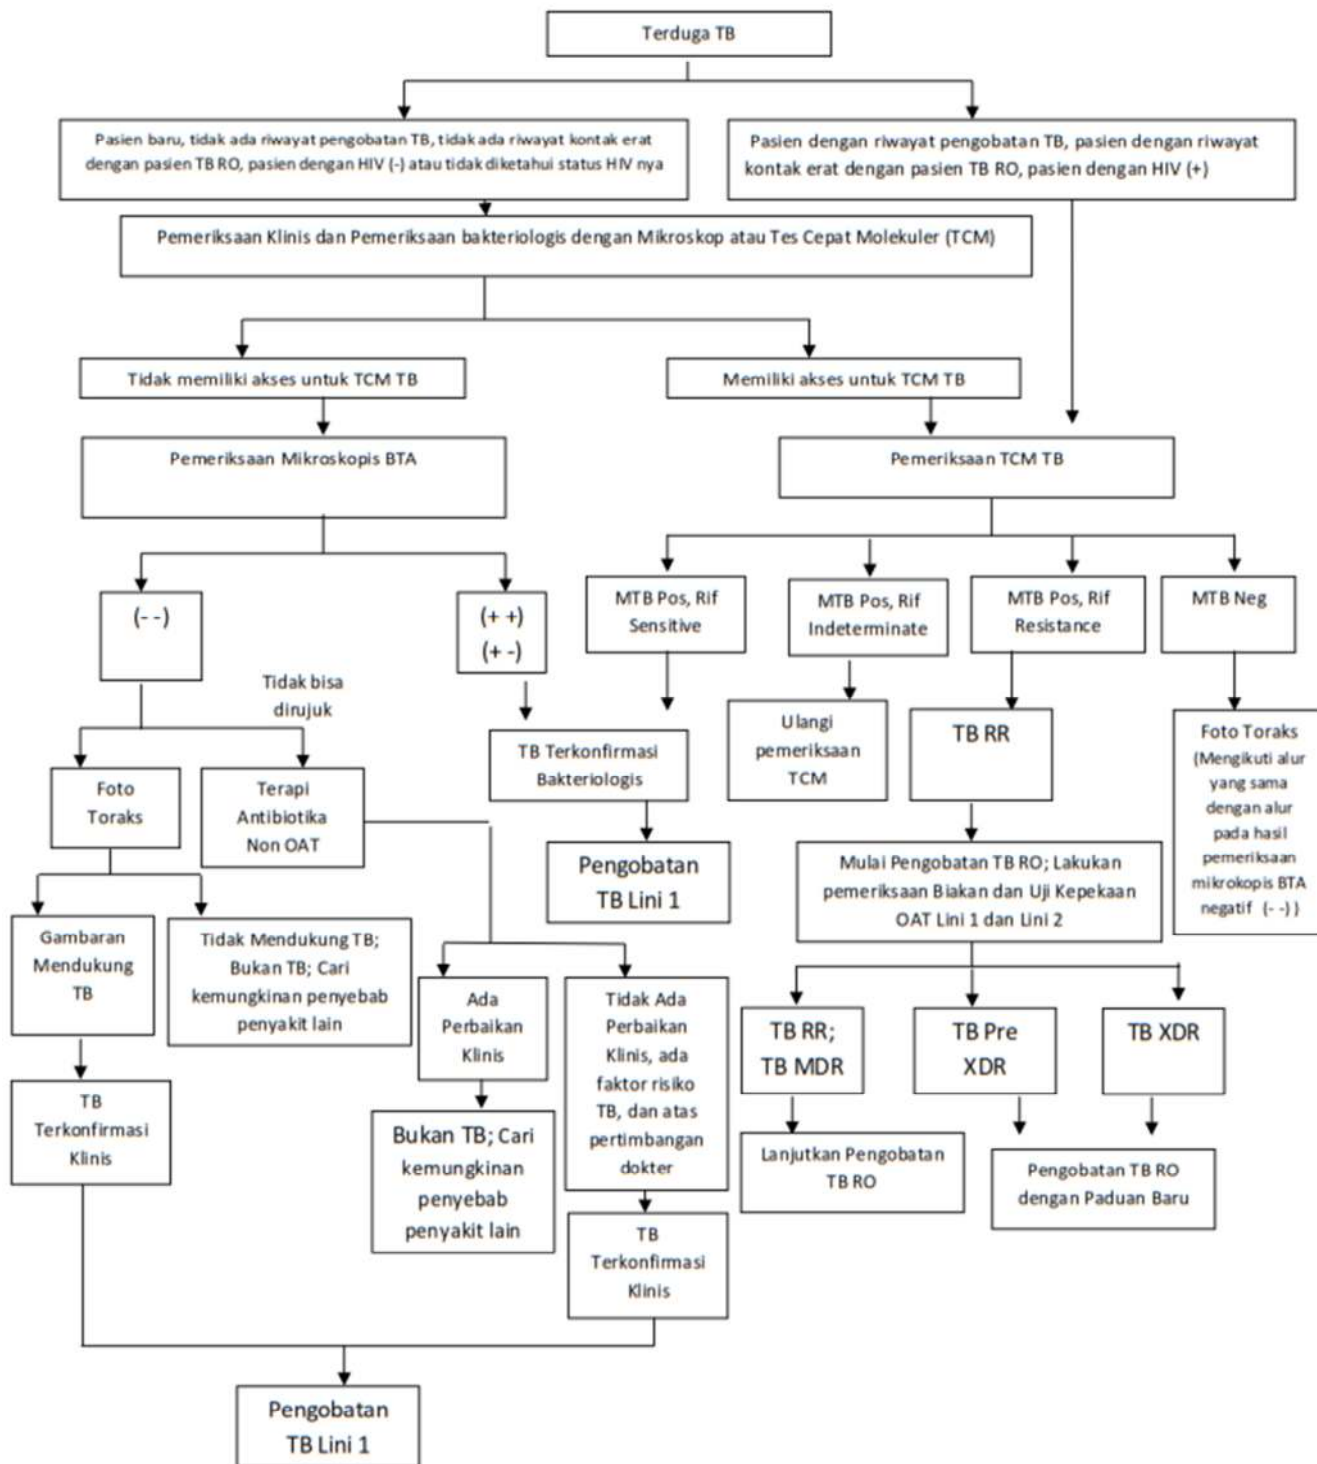 Terduga TB
Pasien baru, tidak ada riwayat pengobatan TB, tidak ada riwayat kontak erat
dengan pasien TB RO, pasien dengan HIV (-) atau tidak diketahui status HIV nya
Pasien dengan riwayat pengobatan TB, pasien dengan riwayat
kontak erat dengan pasien TB RO, pasien dengan HIV (+)
Pemeriksaan Klinis dan Pemeriksaan bakteriologis dengan Mikroskop atau Tes Cepat Molekuler (TCM)
Tidak memiliki akses untuk TCM TB
Memiliki akses untuk TCM TB
Pemeriksaan Mikroskopis BTA
Pemeriksaan TCM TB
(- -)
(+ +)
(+ -)
MTB Pos, Rif
Sensitive
MTB Pos, Rif
Indeterminate
MTB Pos, Rif
Resistance
MTB Neg
Tidak bisa
dirujuk
Foto
Toraks
Terapi
Antibiotika
Non OAT
TB Terkonfirmasi
Bakteriologis
Ulangi
pemeriksaan
TCM
TB RR
Foto Toraks
(Mengikuti alur
yang sama
dengan alur
pada hasil
pemeriksaan
mikrokopis BTA
negatif (- -) )
Pengobatan
TB Lini 1
Mulai Pengobatan TB RO; Lakukan
pemeriksaan Biakan dan Uji Kepekaan
OAT Lini 1 dan Lini 2
Gambaran
Mendukung
TB
Tidak Mendukung TB;
Bukan TB; Cari
kemungkinan penyebab
penyakit lain
Ada
Perbaikan
Klinis
Tidak Ada
Perbaikan
Klinis, ada
faktor risiko
TB, dan atas
pertimbangan
dokter
TB RR;
TB MDR
TB Pre
XDR
TB XDR
TB
Terkonfirmasi
Klinis
Bukan TB; Cari
kemungkinan
penyebab
penyakit lain
Lanjutkan Pengobatan
TB RO
Pengobatan TB RO
dengan Paduan Baru
TB
Terkonfirmasi
Klinis
Pengobatan
TB Lini 1